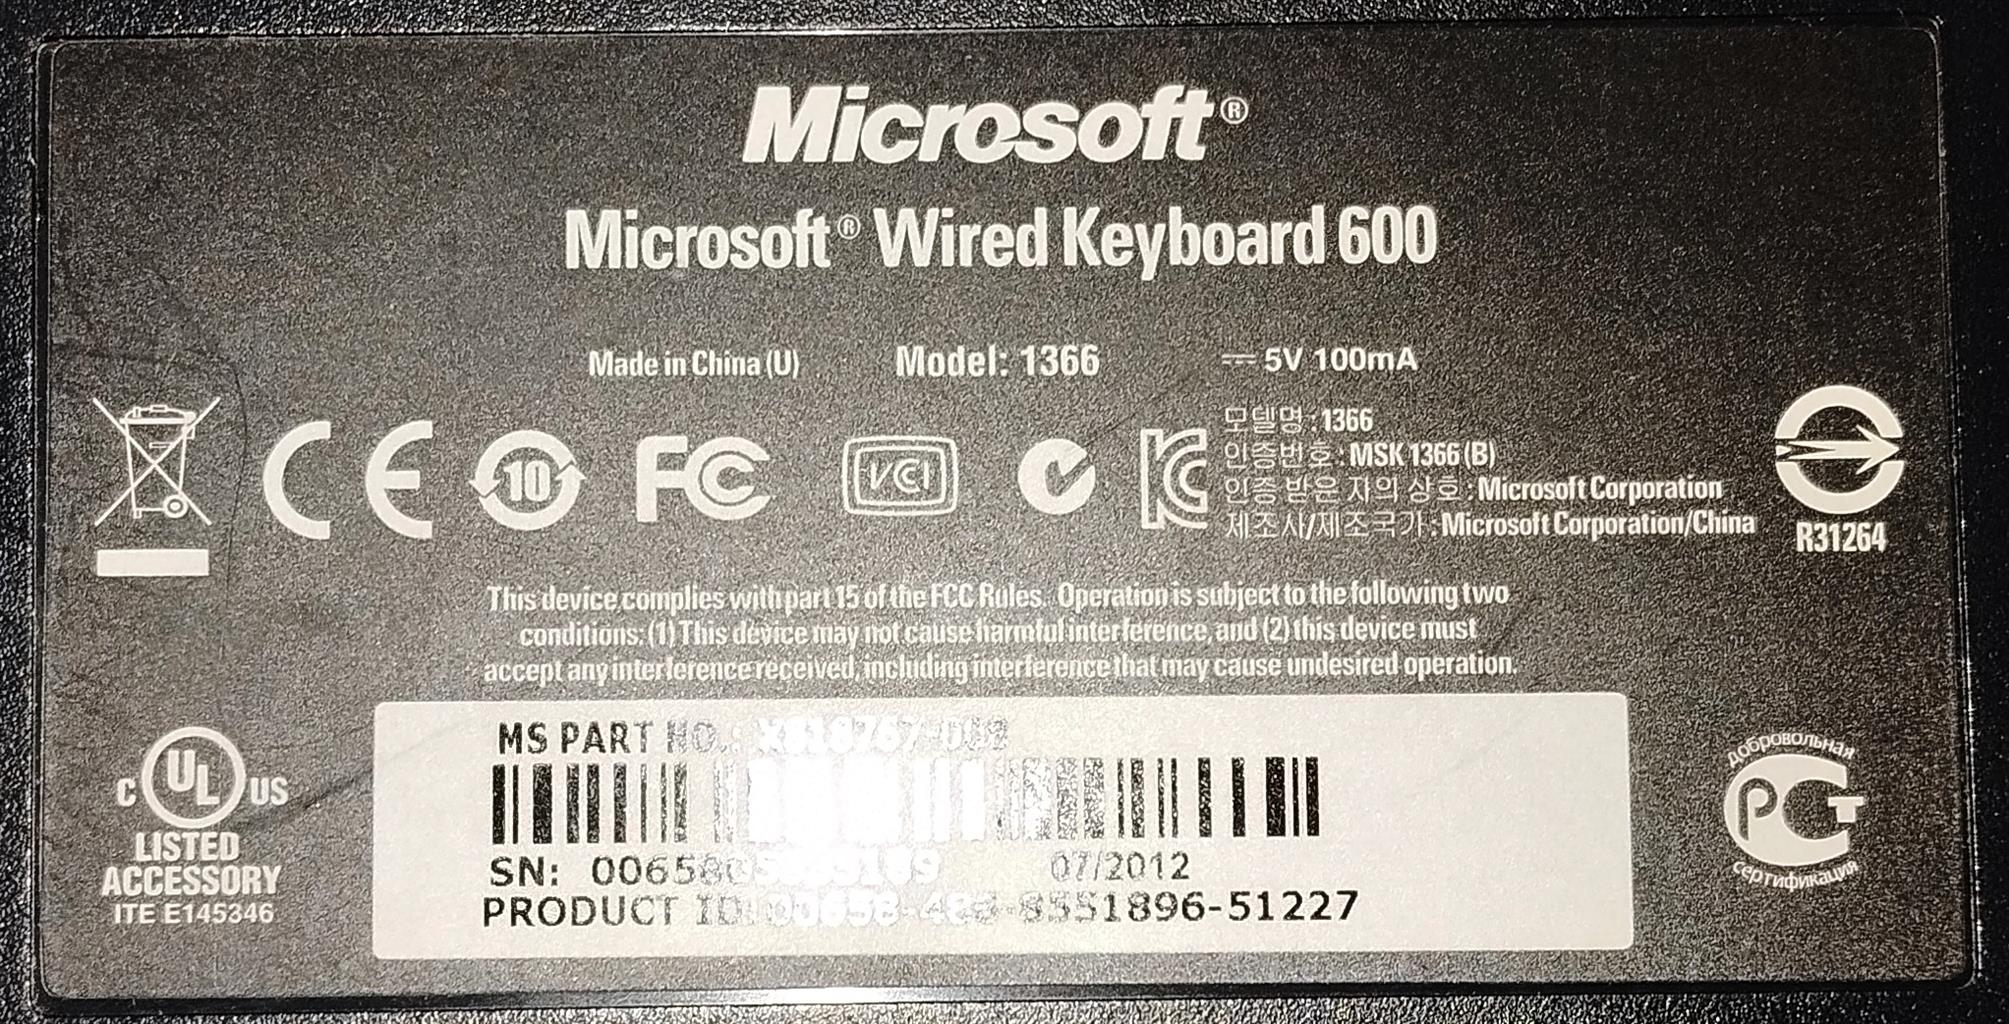 Microsoft®
Microsoft® Wired Keyboard 600
Made in China (U) Model: 1366 5V 100mA
CE 10 FC VCI
모델명 : 1366
인증번호 : MSK 1366 (B)
인증 받은 자의 상호 : Microsoft Corporation
제조사/제조국가 : Microsoft Corporation/China
R31264
This device complies with part 15 of the FCC Rules. Operation is subject to the following two
conditions: (1) This device may not cause harmful interference, and (2) this device must
accept any interference received, including interference that may cause undesired operation.
C UL US
LISTED
ACCESSORY
ITE E145346
MS PART NO.:
SN: 07/2012
PRODUCT ID:
добровольная
РСТ
сертификация